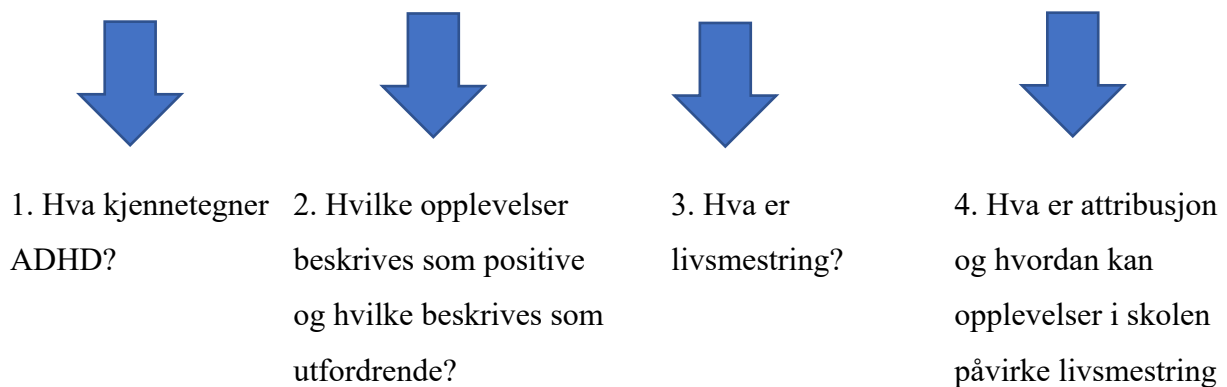 1. Hva kjennetegner
ADHD?
2. Hvilke opplevelser
beskrives som positive
og hvilke beskrives som
utfordrende?
3. Hva er
livsmestring?
4. Hva er attribusjon
og hvordan kan
opplevelser i skolen
påvirke livsmestring